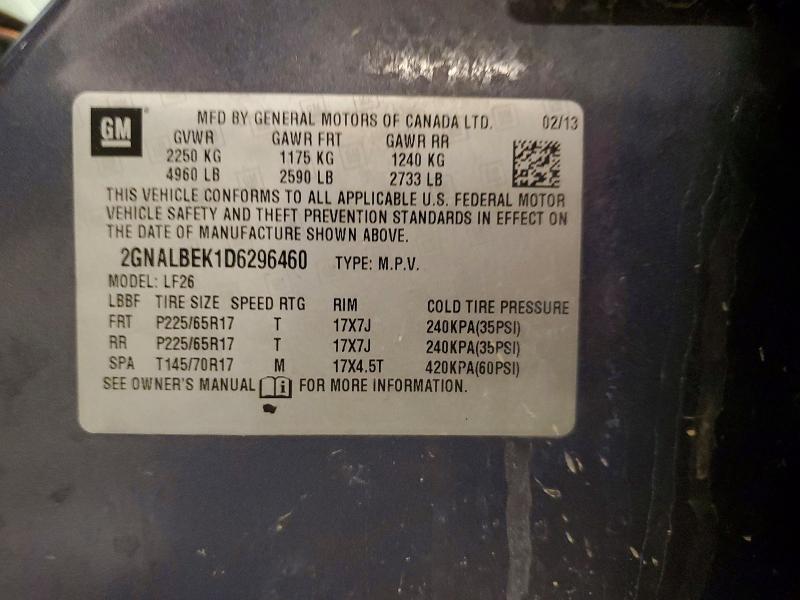 GM
MFD BY GENERAL MOTORS OF CANADA LTD. 02/13
GVWR GAWR FRT GAWR RR
2250 KG 1175 KG 1240 KG
4960 LB 2590 LB 2733 LB
THIS VEHICLE CONFORMS TO ALL APPLICABLE U.S. FEDERAL MOTOR
VEHICLE SAFETY AND THEFT PREVENTION STANDARDS IN EFFECT ON
THE DATE OF MANUFACTURE SHOWN ABOVE.
2GNALBEK1D6296460 TYPE: M.P.V.
MODEL: LF26
LBBF TIRE SIZE SPEED RTG RIM COLD TIRE PRESSURE
FRT P225/65R17 T 17X7J 240KPA(35PSI)
RR P225/65R17 T 17X7J 240KPA(35PSI)
SPA T145/70R17 M 17X4.5T 420KPA(60PSI)
SEE OWNER'S MANUAL FOR MORE INFORMATION.